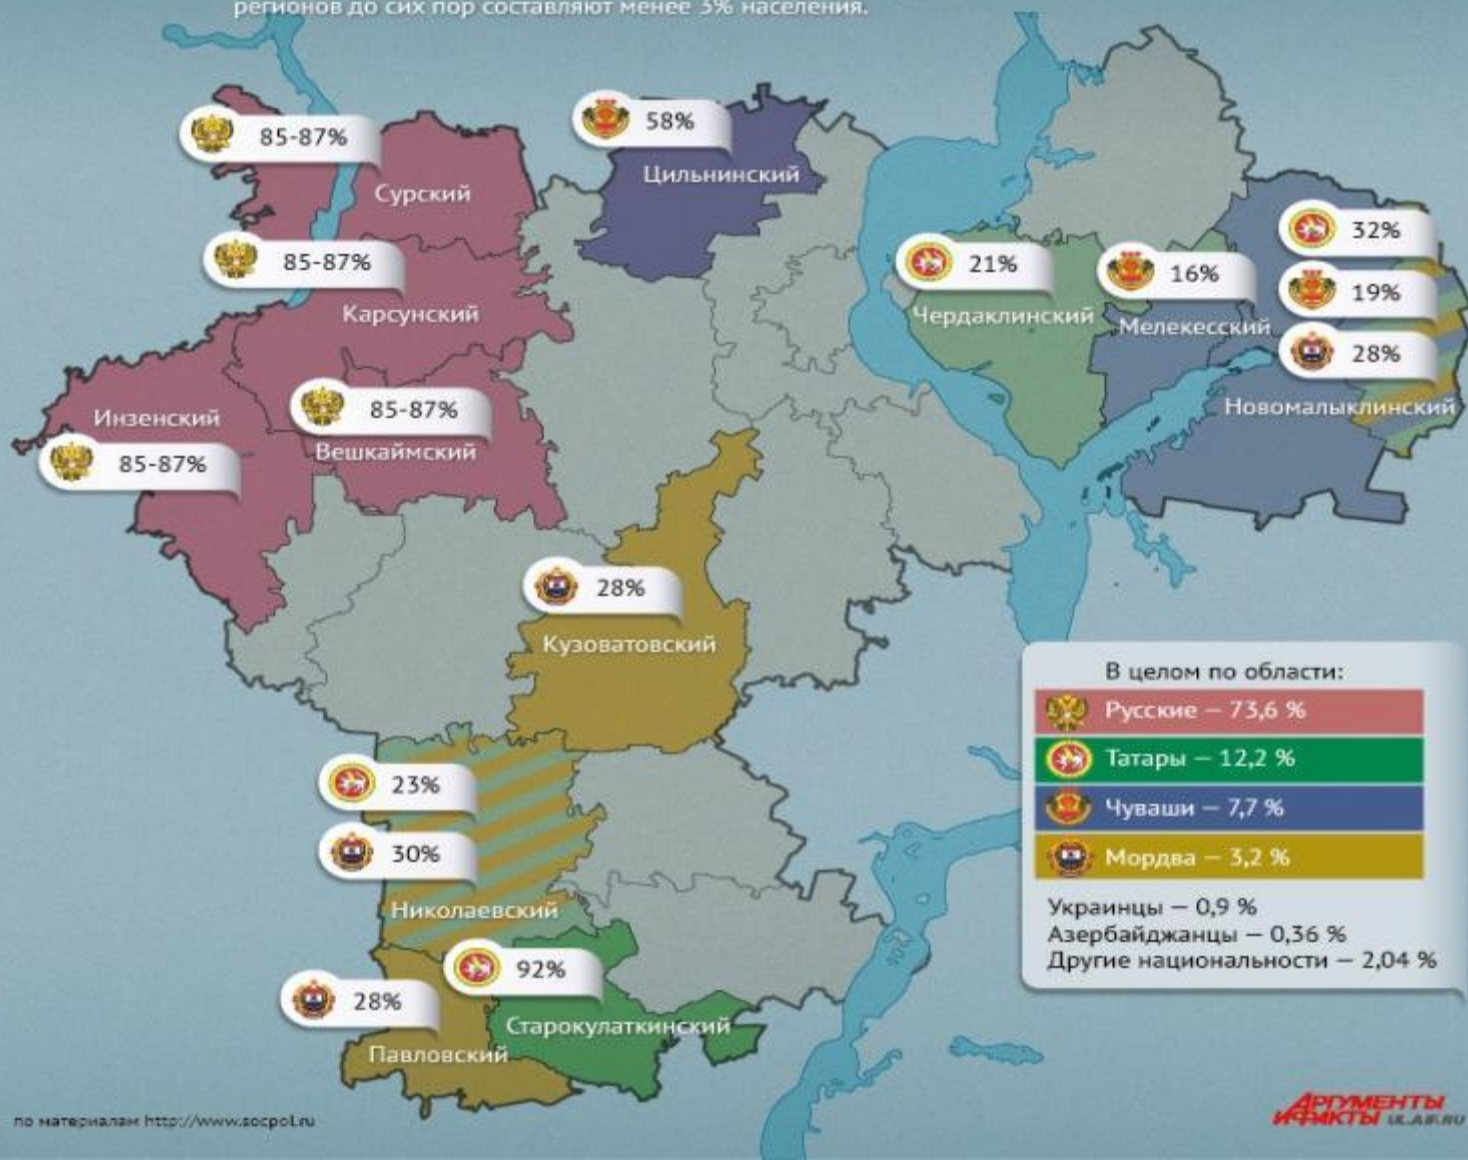 регионов до сих пор составляют менее 3% населения.
85-87%
Сурский
58%
Цильнинский
85-87%
Карсунский
21%
Чердаклинский
16%
Мелекесский
32%
19%
28%
Новомалыклинский
Инзенский
85-87%
85-87%
Вешкаймский
28%
Кузоватовский
В целом по области:
Русские — 73,6 %
Татары — 12,2 %
Чуваши — 7,7 %
Мордва — 3,2 %
Украинцы — 0,9 %
Азербайджанцы — 0,36 %
Другие национальности — 2,04 %
23%
30%
Николаевский
92%
Старокулаткинский
28%
Павловский
по материалам http://www.socpol.ru
АРГУМЕНТЫ
И ФАКТЫ UL.AIF.RU